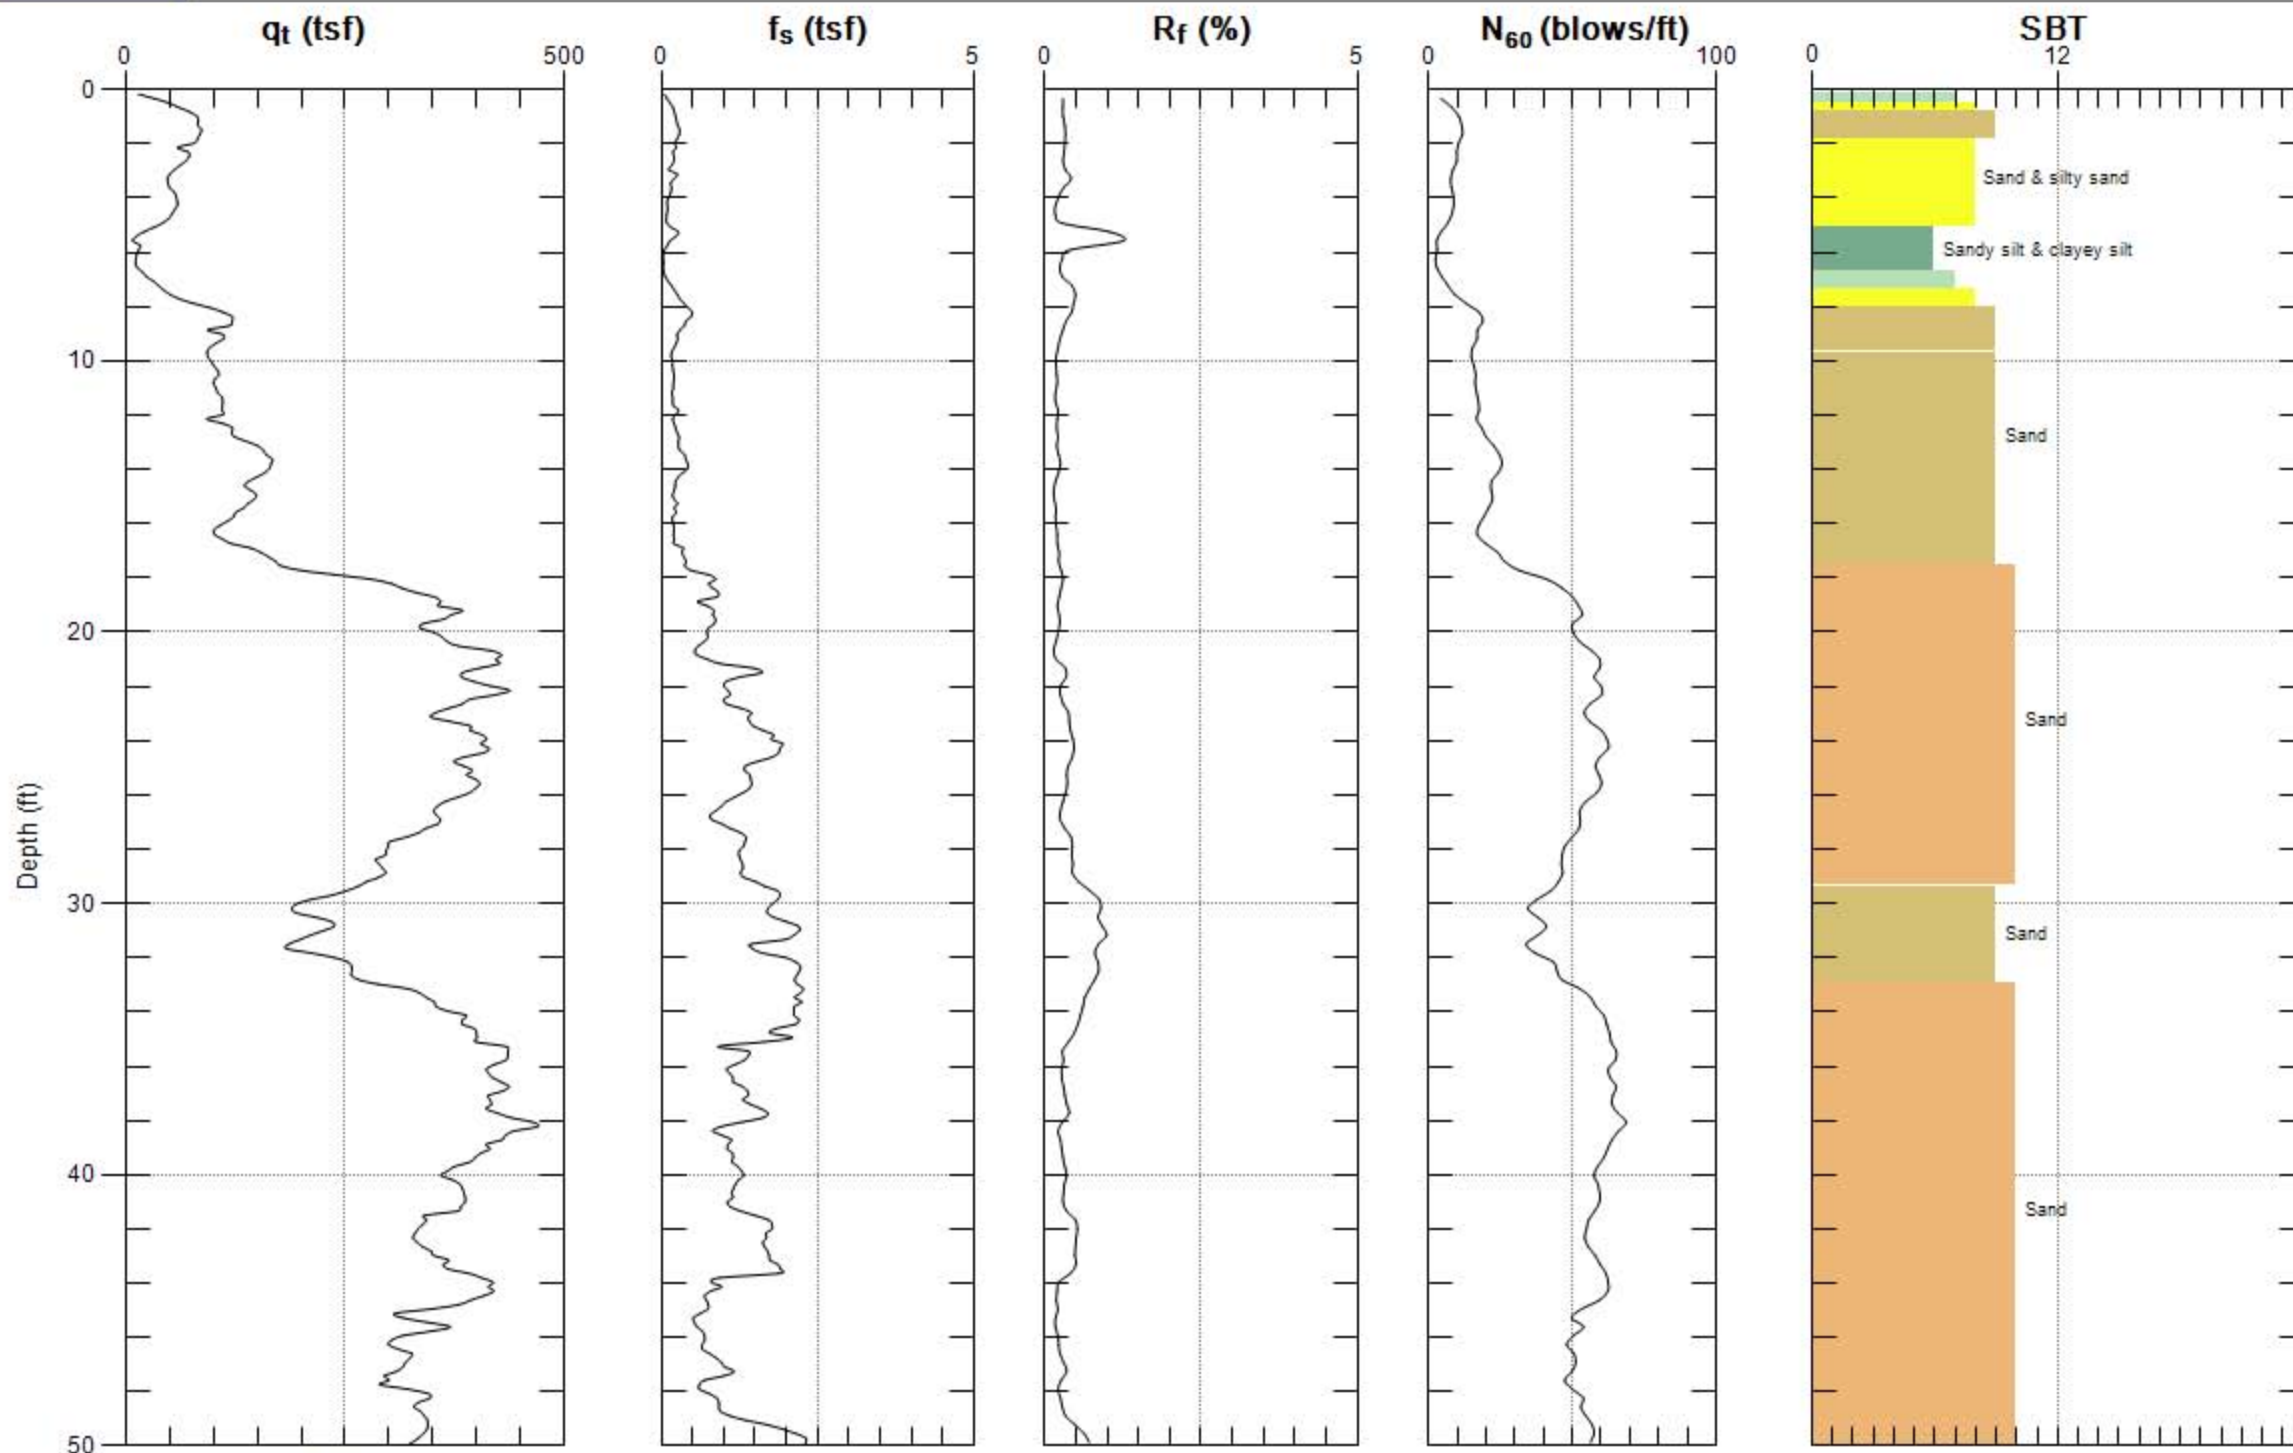 qt (tsf) fs (tsf) Rf (%) N60 (blows/ft) SBT
0 500 0 5 0 5 0 100 0 12
0
Sand & silty sand
Sandy silt & clayey silt
10
Sand
20
Sand
Depth (ft)
30
Sand
40
Sand
50